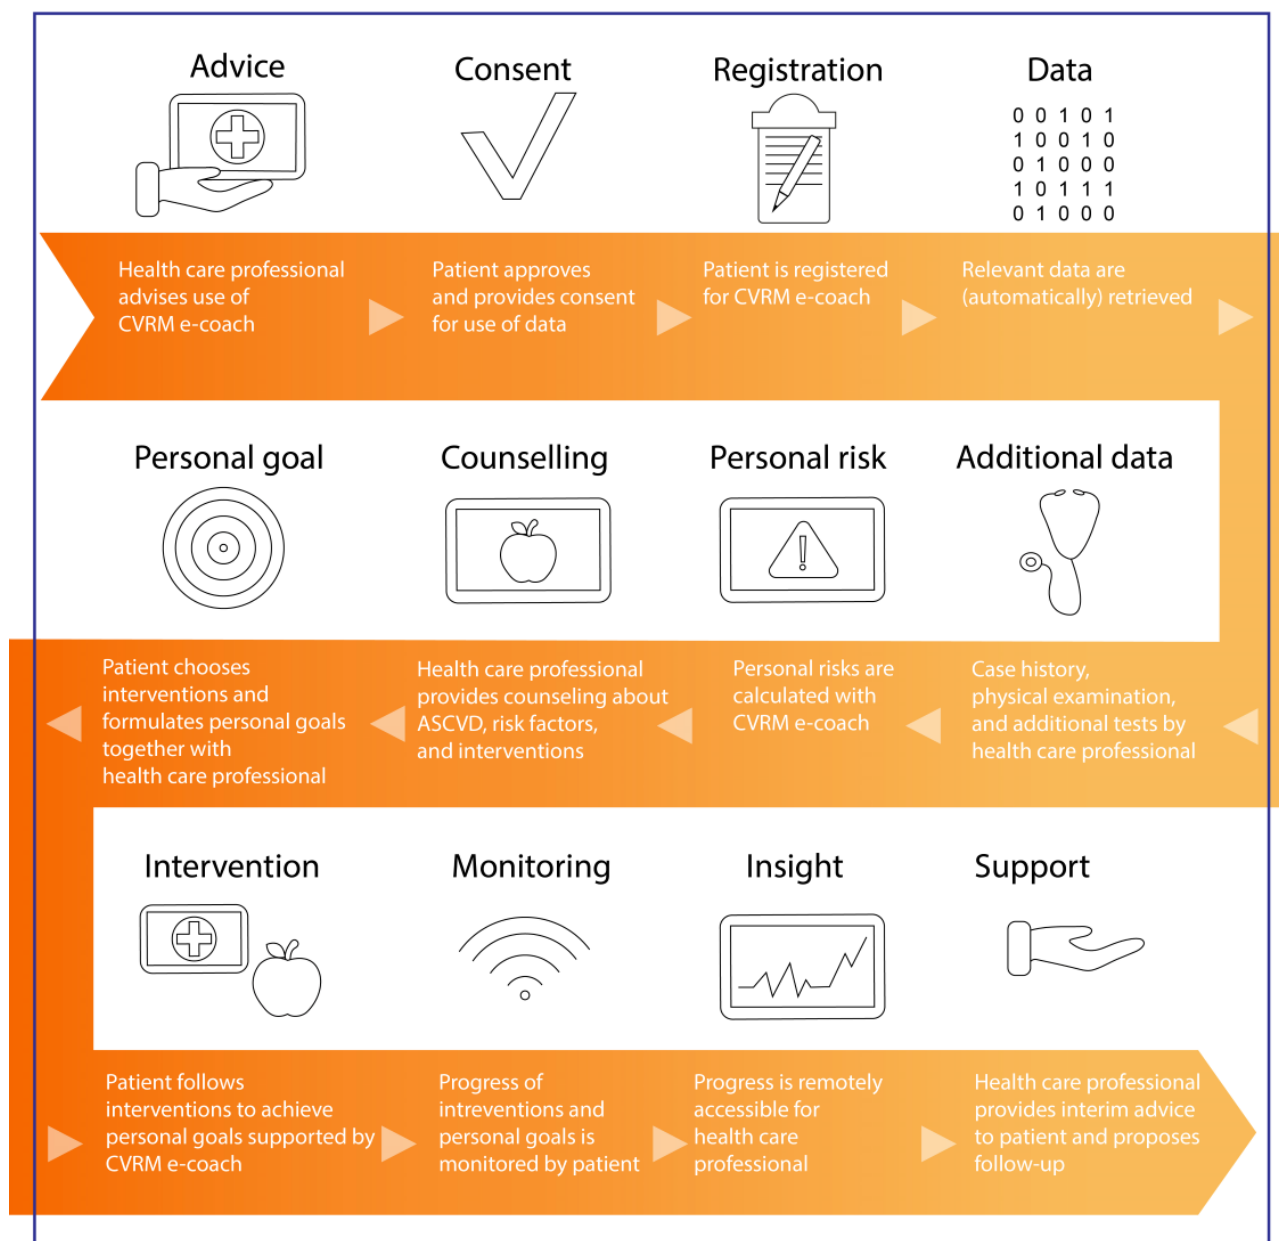 Advice
Consent
Registration
Data
0 0 1 0 1
1 0 0 1 0
0 1 0 0 0
1 0 1 1 1
0 1 0 0 0
Health care professional
advises use of
CVRM e-coach
Patient approves
and provides consent
for use of data
Patient is registered
for CVRM e-coach
Relevant data are
(automatically) retrieved
Personal goal
Counselling
Personal risk
Additional data
Patient chooses
interventions and
formulates personal goals
together with
health care professional
Health care professional
provides counseling about
ASCVD, risk factors,
and interventions
Personal risks are
calculated with
CVRM e-coach
Case history,
physical examination,
and additional tests by
health care professional
Intervention
Monitoring
Insight
Support
Patient follows
interventions to achieve
personal goals supported by
CVRM e-coach
Progress of
intreventions and
personal goals is
monitored by patient
Progress is remotely
accessible for
health care
professional
Health care professional
provides interim advice
to patient and proposes
follow-up